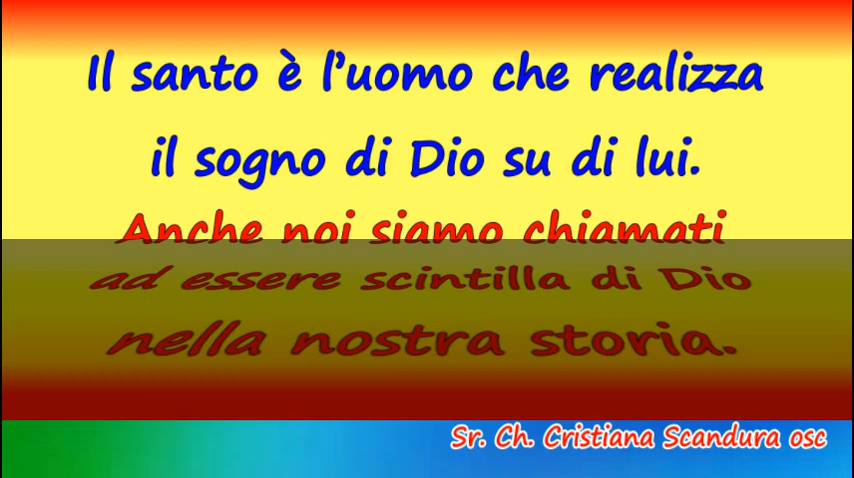 Il santo è l'uomo che realizza
il sogno di Dio su di lui.
Anche noi siamo chiamati
ad essere scintilla di Dio
nella nostra storia.
Sr. Ch. Cristiana Scandura osc